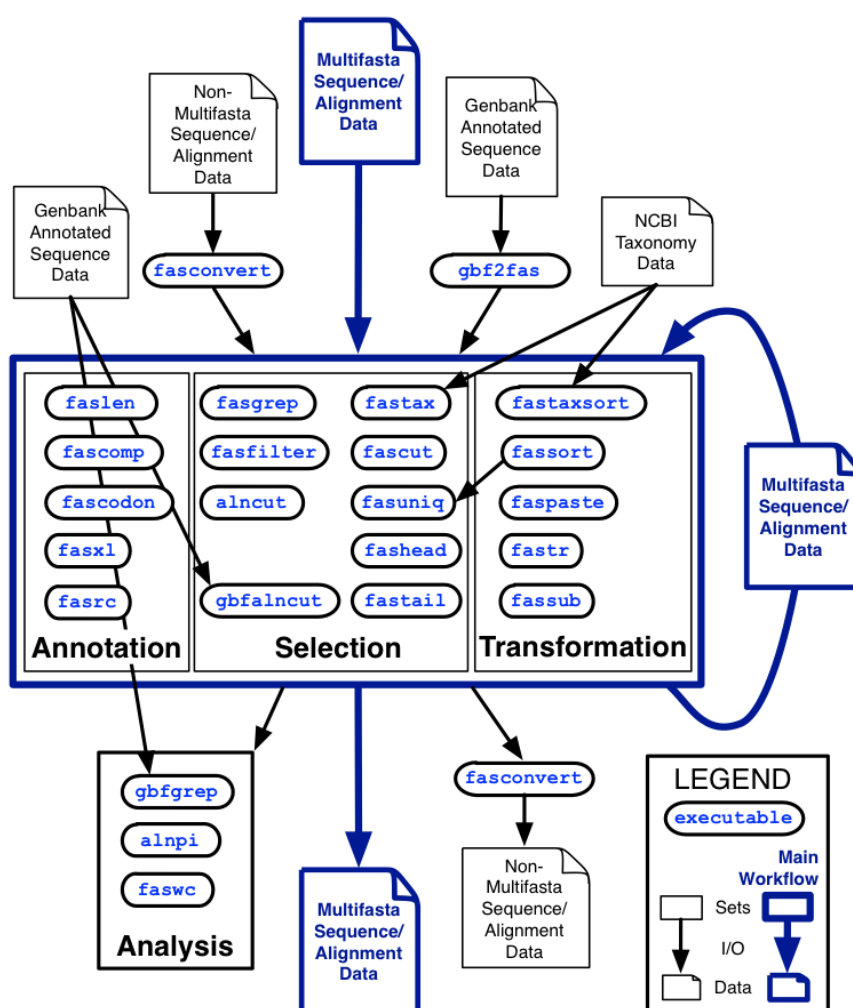 Multifasta
Sequence/
Alignment
Data
Non-
Multifasta
Sequence/
Alignment
Data
Genbank
Annotated
Sequence
Data
Genbank
Annotated
Sequence
Data
NCBI
Taxonomy
Data
fasconvert
gbf2fas
faslen
fascomp
fascodon
fasxl
fasrc
Annotation
fasgrep
fasfilter
alncut
gbfalncut
fastax
fascut
fasuniq
fashead
fastail
Selection
fastaxsort
fassort
faspaste
fastr
fassub
Transformation
Multifasta
Sequence/
Alignment
Data
gbfgrep
alnpi
faswc
Analysis
Multifasta
Sequence/
Alignment
Data
fasconvert
Non-
Multifasta
Sequence/
Alignment
Data
LEGEND
executable
Main
Workflow
Sets
I/O
Data